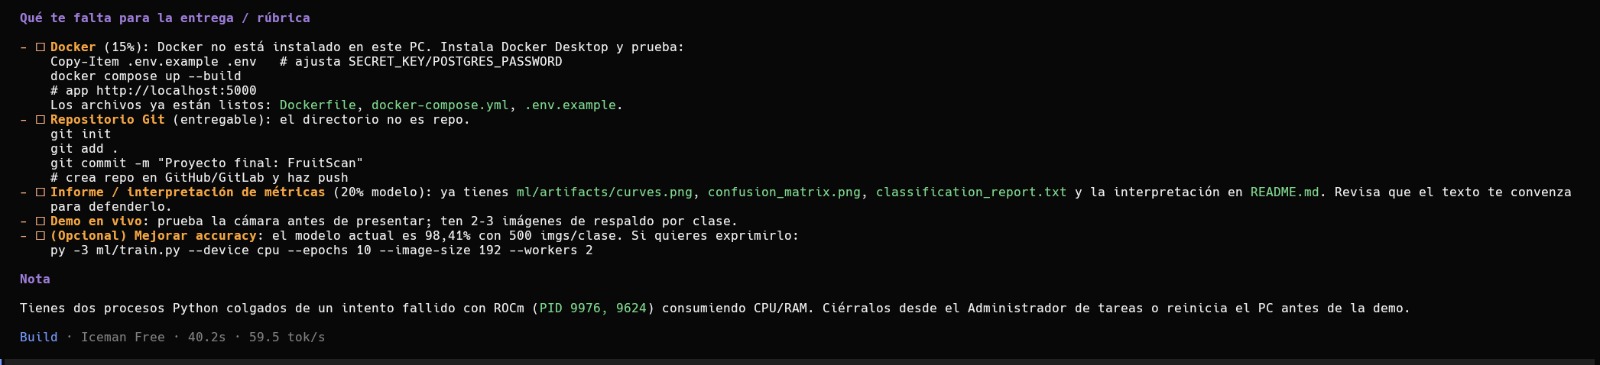 Qué te falta para la entrega / rúbrica
- □ Docker (15%): Docker no está instalado en este PC. Instala Docker Desktop y prueba:
Copy-Item .env.example .env   # ajusta SECRET_KEY/POSTGRES_PASSWORD
docker compose up --build
# app http://localhost:5000
Los archivos ya están listos: Dockerfile, docker-compose.yml, .env.example.
- □ Repositorio Git (entregable): el directorio no es repo.
git init
git add .
git commit -m "Proyecto final: FruitScan"
# crea repo en GitHub/GitLab y haz push
- □ Informe / interpretación de métricas (20% modelo): ya tienes ml/artifacts/curves.png, confusion_matrix.png, classification_report.txt y la interpretación en README.md. Revisa que el texto te convenza
para defenderlo.
- □ Demo en vivo: prueba la cámara antes de presentar; ten 2-3 imágenes de respaldo por clase.
- □ (Opcional) Mejorar accuracy: el modelo actual es 98,41% con 500 imgs/clase. Si quieres exprimirlo:
py -3 ml/train.py --device cpu --epochs 10 --image-size 192 --workers 2
Nota
Tienes dos procesos Python colgados de un intento fallido con ROCm (PID 9976, 9624) consumiendo CPU/RAM. Ciérralos desde el Administrador de tareas o reinicia el PC antes de la demo.
Build · Iceman Free · 40.2s · 59.5 tok/s